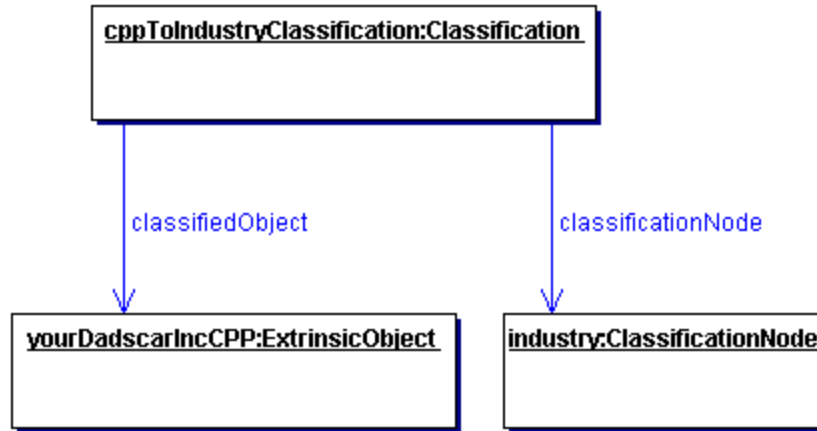 cppToIndustryClassification:Classification
classifiedObject
classificationNode
yourDadscarIncCPP:ExtrinsicObject
industry:ClassificationNode